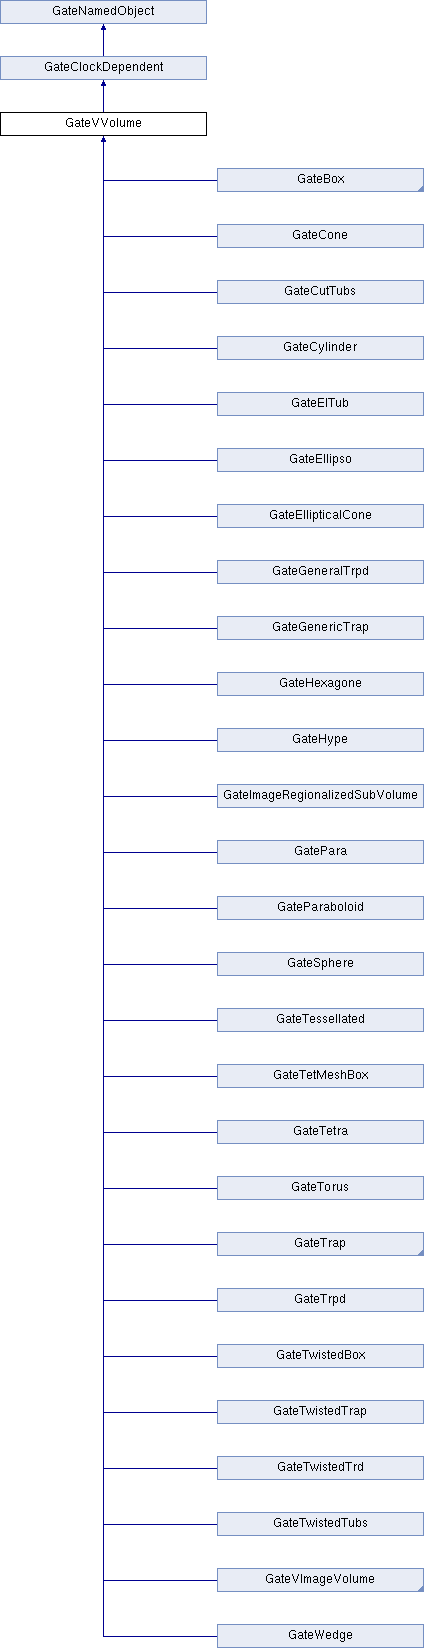 GateNamedObject
GateClockDependent
GateVVolume
GateBox
GateCone
GateCutTubs
GateCylinder
GateElTub
GateEllipso
GateEllipticalCone
GateGeneralTrpd
GateGenericTrap
GateHexagone
GateHype
GateImageRegionalizedSubVolume
GatePara
GateParaboloid
GateSphere
GateTessellated
GateTetMeshBox
GateTetra
GateTorus
GateTrap
GateTrpd
GateTwistedBox
GateTwistedTrap
GateTwistedTrd
GateTwistedTubs
GateVImageVolume
GateWedge